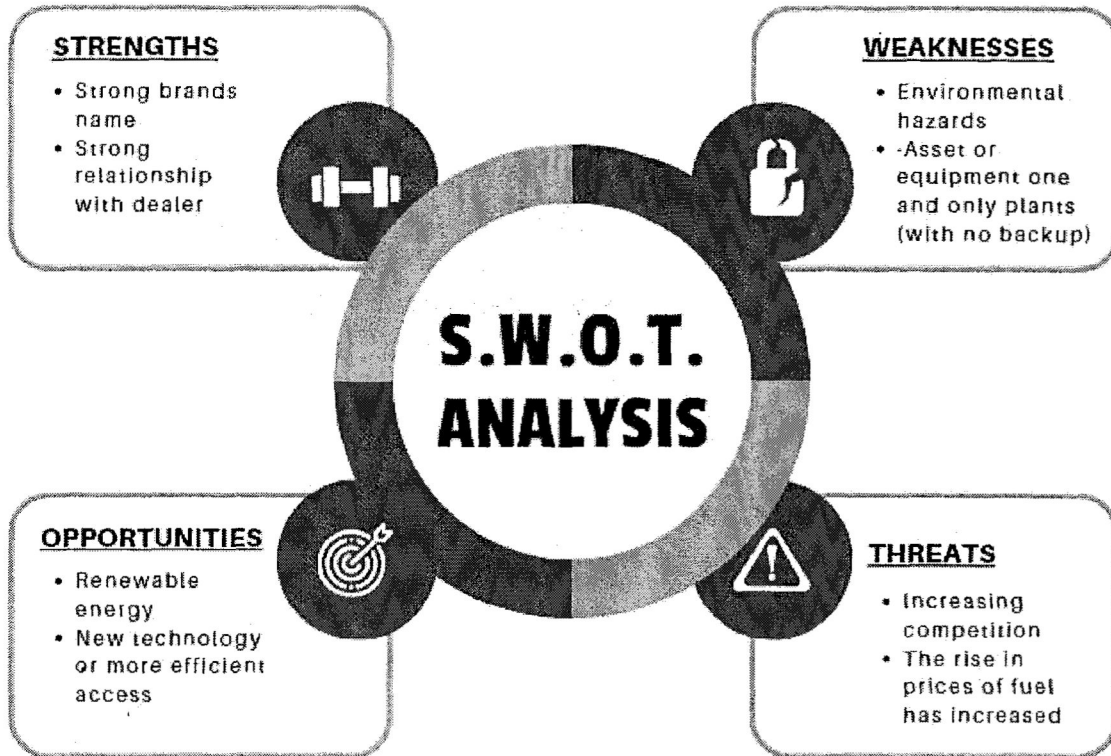 STRENGTHS
• Strong brands
name
• Strong
relationship
with dealer
WEAKNESSES
• Environmental
hazards
• -Asset or
equipment one
and only plants
(with no backup)
S.W.O.T.
ANALYSIS
OPPORTUNITIES
• Renewable
energy
• New technology
or more efficient
access
THREATS
• Increasing
competition
• The rise in
prices of fuel
has increased